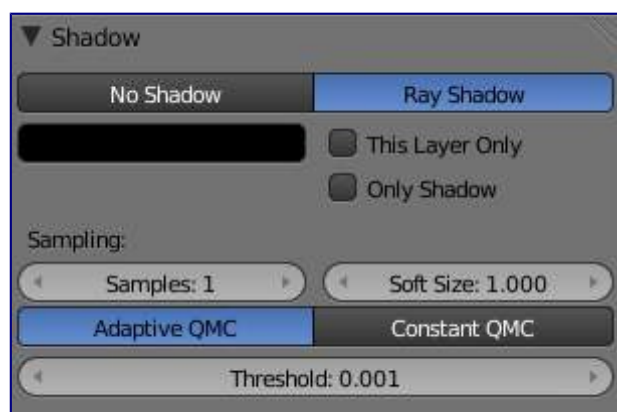 Shadow
No Shadow Ray Shadow
This Layer Only
Only Shadow
Sampling:
Samples: 1 Soft Size: 1.000
Adaptive QMC Constant QMC
Threshold: 0.001